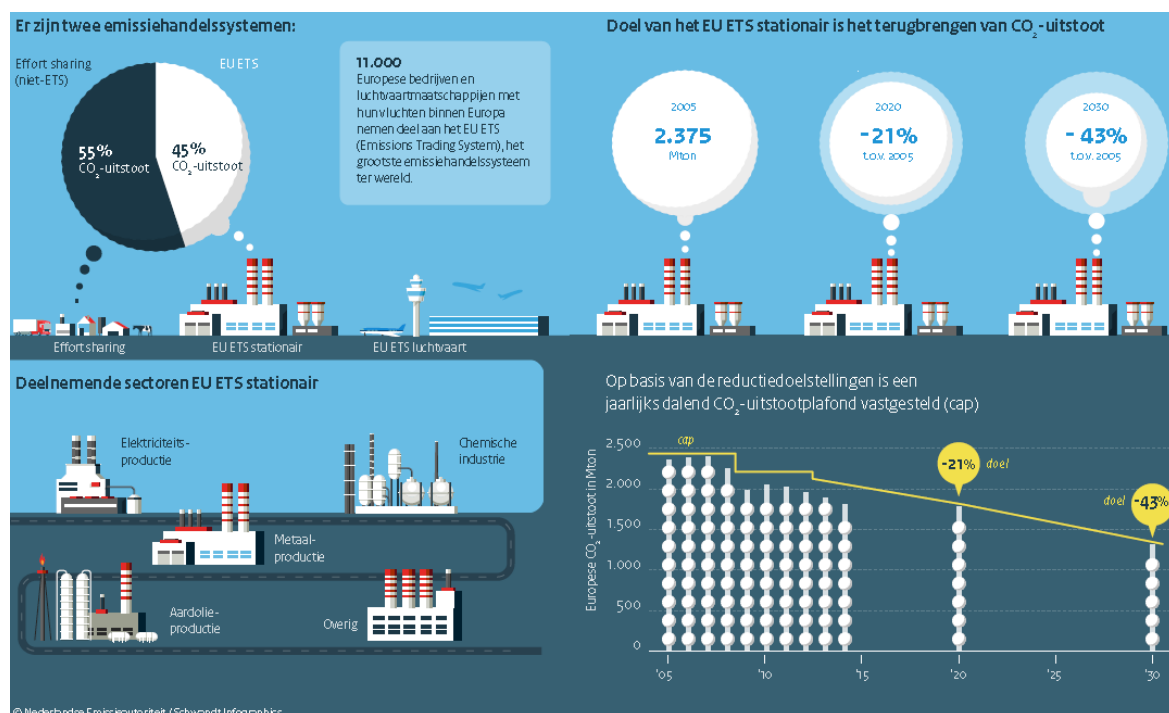 Er zijn twee emissiehandelssystemen:
Effort sharing
(niet-ETS)
EU ETS
55%
CO₂-uitstoot
45%
CO₂-uitstoot
11.000
Europese bedrijven en
luchtvaartmaatschappijen met
hun vluchten binnen Europa
nemen deel aan het EU ETS
(Emissions Trading System), het
grootste emissiehandelssysteem
ter wereld.
Effort sharing
EU ETS stationair
EU ETS luchtvaart
Doel van het EU ETS stationair is het terugbrengen van CO₂-uitstoot
2005
2.375
Mton
2020
-21%
t.o.v. 2005
2030
- 43%
t.o.v. 2005
Deelnemende sectoren EU ETS stationair
Elektriciteits-
productie
Chemische
industrie
Metaal-
productie
Aardolie-
productie
Overig
Op basis van de reductiedoelstellingen is een
jaarlijks dalend CO₂-uitstootplafond vastgesteld (cap)
Europese CO₂-uitstoot in Mton
2.500
2.000
1.500
1.000
500
0
cap
-21% doel
doel -43%
'05
'10
'15
'20
'25
'30
© Nederlandse Emissieautoriteit / Schwandt Infographics